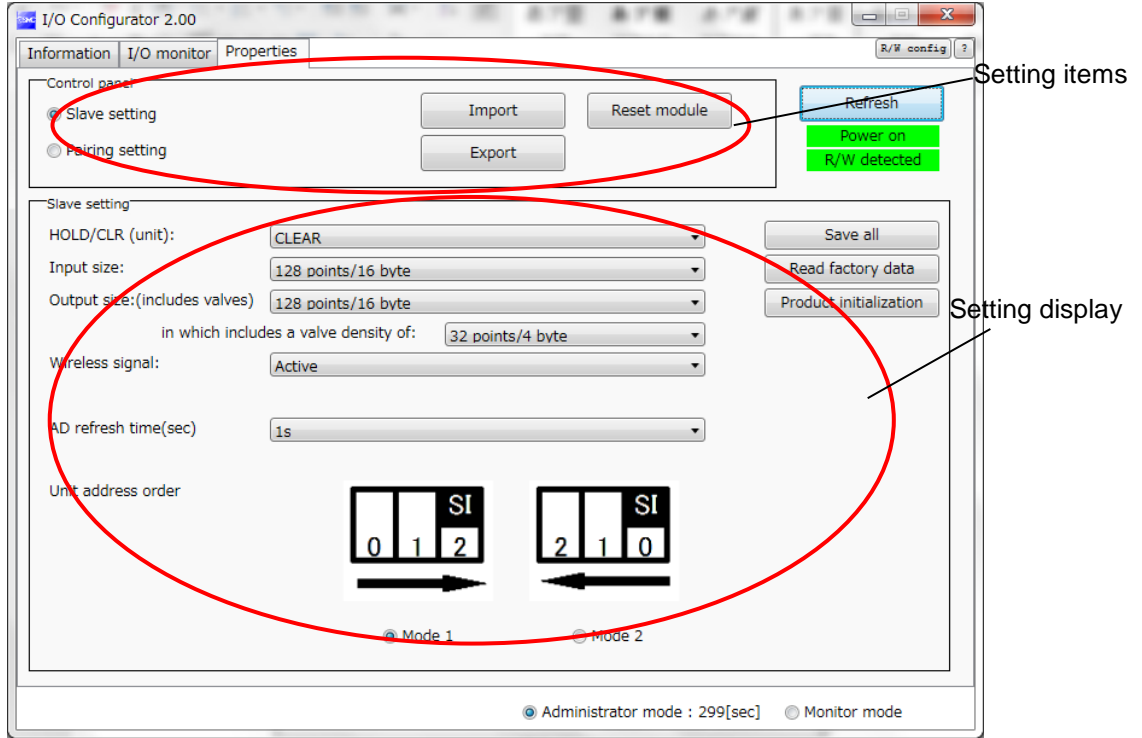 SMC I/O Configurator 2.00
Information I/O monitor Properties R/W config ?
Control panel
Setting items
Slave setting Import Reset module Refresh
Power on
Pairing setting Export R/W detected
Slave setting
HOLD/CLR (unit): CLEAR Save all
Input size: 128 points/16 byte Read factory data
Output size:(includes valves) 128 points/16 byte Product initialization
Setting display
in which includes a valve density of: 32 points/4 byte
Wireless signal: Active
AD refresh time(sec) 1s
Unit address order
SI SI
0 1 2 2 1 0
Mode 1 Mode 2
Administrator mode : 299[sec] Monitor mode